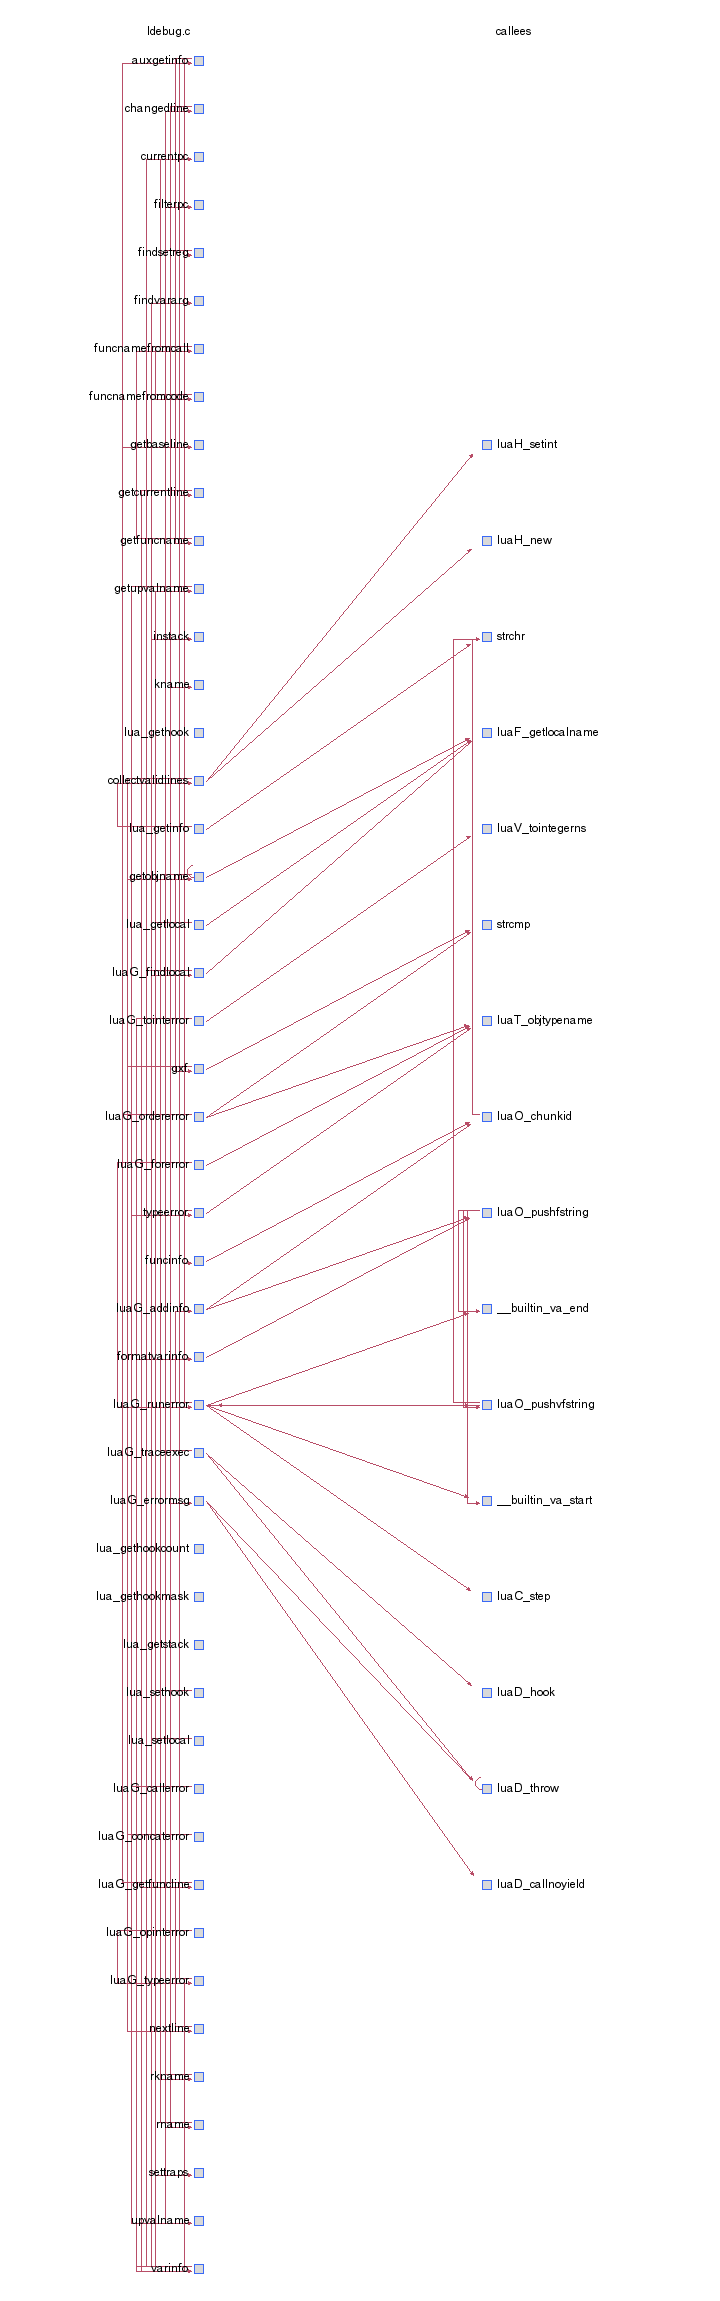 ldebug.c
callees
auxgetinfo
changedline
currentpc
filterpc
findsetreg
findvararg
funcnamefromcall
funcnamefromcode
getbaseline
luaH_setint
getcurrentline
getfuncname
luaH_new
getupvalname
instack
strchr
kname
lua_gethook
luaF_getlocalname
collectvalidlines
lua_getinfo
luaV_tointegerns
getobjname
lua_getlocal
strcmp
luaG_findlocal
luaG_tointerror
luaT_objtypename
gxf
luaG_ordererror
luaO_chunkid
luaG_forerror
typeerror
luaO_pushfstring
funcinfo
luaG_addinfo
__builtin_va_end
formatvarinfo
luaG_runerror
luaO_pushvfstring
luaG_traceexec
luaG_errormsg
__builtin_va_start
lua_gethookcount
lua_gethookmask
luaC_step
lua_getstack
lua_sethook
luaD_hook
lua_setlocal
luaG_callerror
luaD_throw
luaG_concaterror
luaG_getfuncline
luaD_callnoyield
luaG_opinterror
luaG_typeerror
nextline
rkname
rname
settraps
upvalname
varinfo